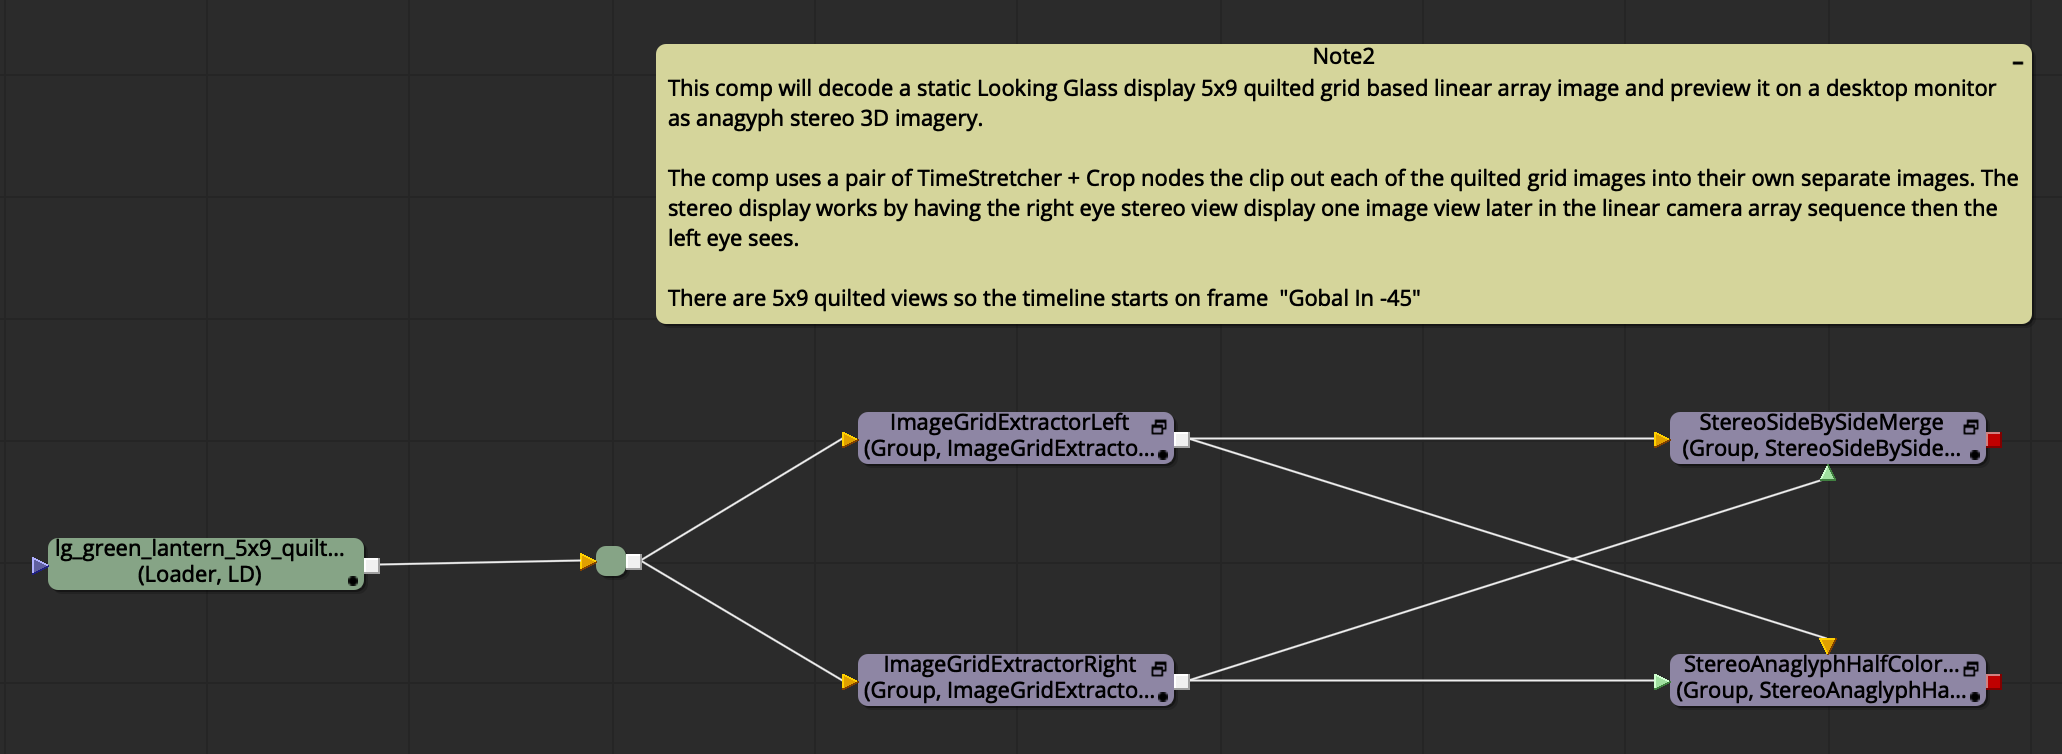 Note2
This comp will decode a static Looking Glass display 5x9 quilted grid based linear array image and preview it on a desktop monitor
as anagyph stereo 3D imagery.
The comp uses a pair of TimeStretcher + Crop nodes the clip out each of the quilted grid images into their own separate images. The
stereo display works by having the right eye stereo view display one image view later in the linear camera array sequence then the
left eye sees.
There are 5x9 quilted views so the timeline starts on frame  "Gobal In -45"
ImageGridExtractorLeft
(Group, ImageGridExtracto...
StereoSideBySideMerge
(Group, StereoSideBySide...
lg_green_lantern_5x9_quilt...
(Loader, LD)
ImageGridExtractorRight
(Group, ImageGridExtracto...
StereoAnaglyphHalfColor...
(Group, StereoAnaglyphHa...